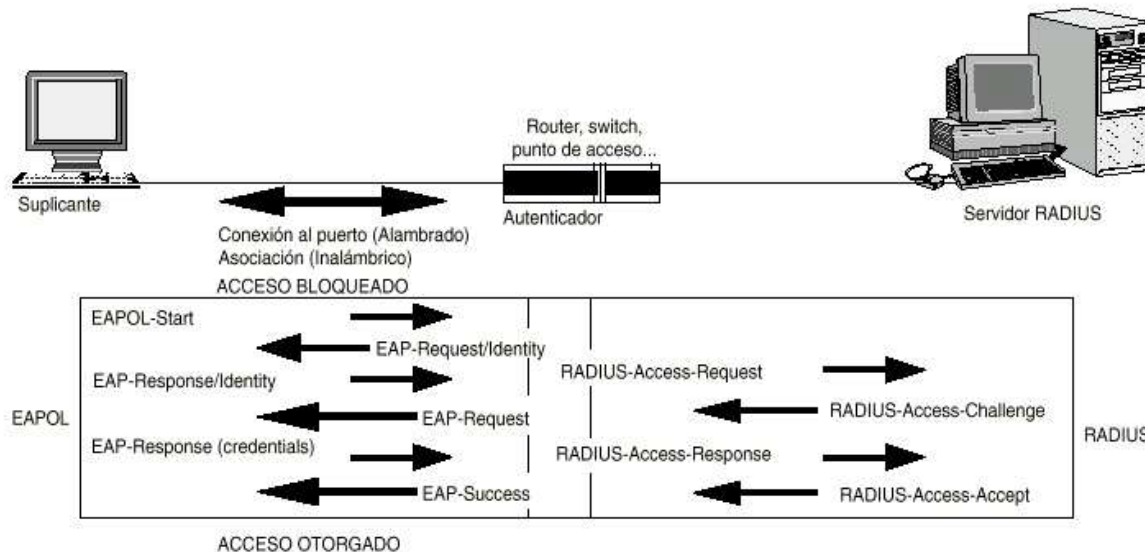 Router, switch,
punto de acceso...
Suplicante
Autenticador
Servidor RADIUS
Conexión al puerto (Alambrado)
Asociación (Inalámbrico)
ACCESO BLOQUEADO
EAPOL-Start
EAP-Request/Identity
RADIUS-Access-Request
EAP-Response/Identity
RADIUS-Access-Challenge
EAPOL
EAP-Request
RADIUS
EAP-Response (credentials)
RADIUS-Access-Response
EAP-Success
RADIUS-Access-Accept
ACCESO OTORGADO